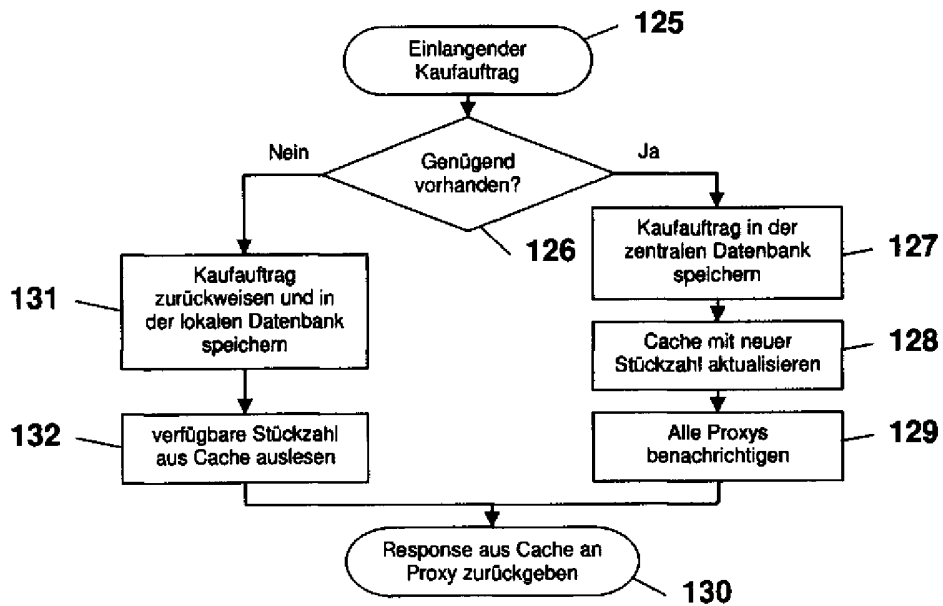 125
Einlangender
Kaufauftrag
Nein
Genügend
vorhanden?
Ja
126
Kaufauftrag in der
zentralen Datenbank
speichern
127
131
Kaufauftrag
zurückweisen und in
der lokalen Datenbank
speichern
Cache mit neuer
Stückzahl aktualisieren
128
132
verfügbare Stückzahl
aus Cache auslesen
Alle Proxys
benachrichtigen
129
Response aus Cache an
Proxy zurückgeben
130